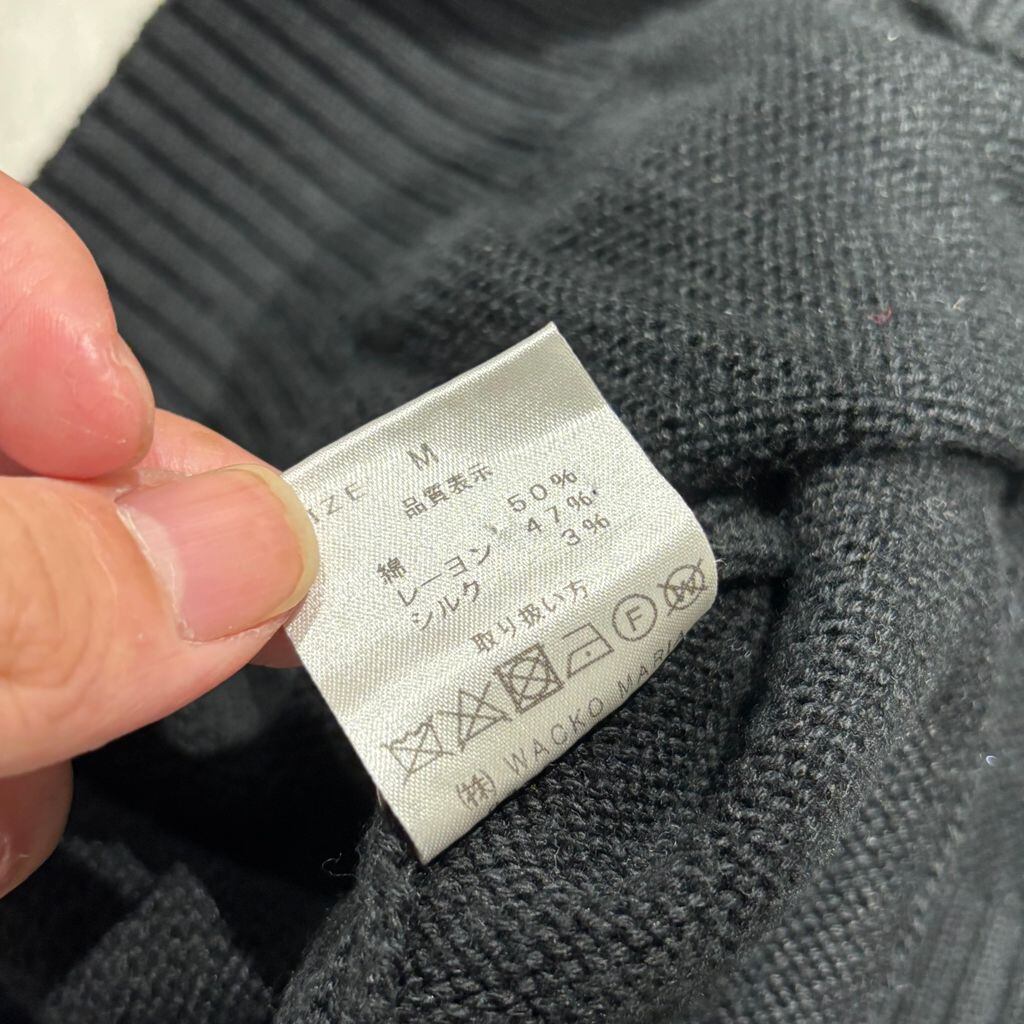 SIZE M
品質表示
綿 50%
レーヨン 47%
シルク 3%
取り扱い方
F W
㈱ WACKO MARIA